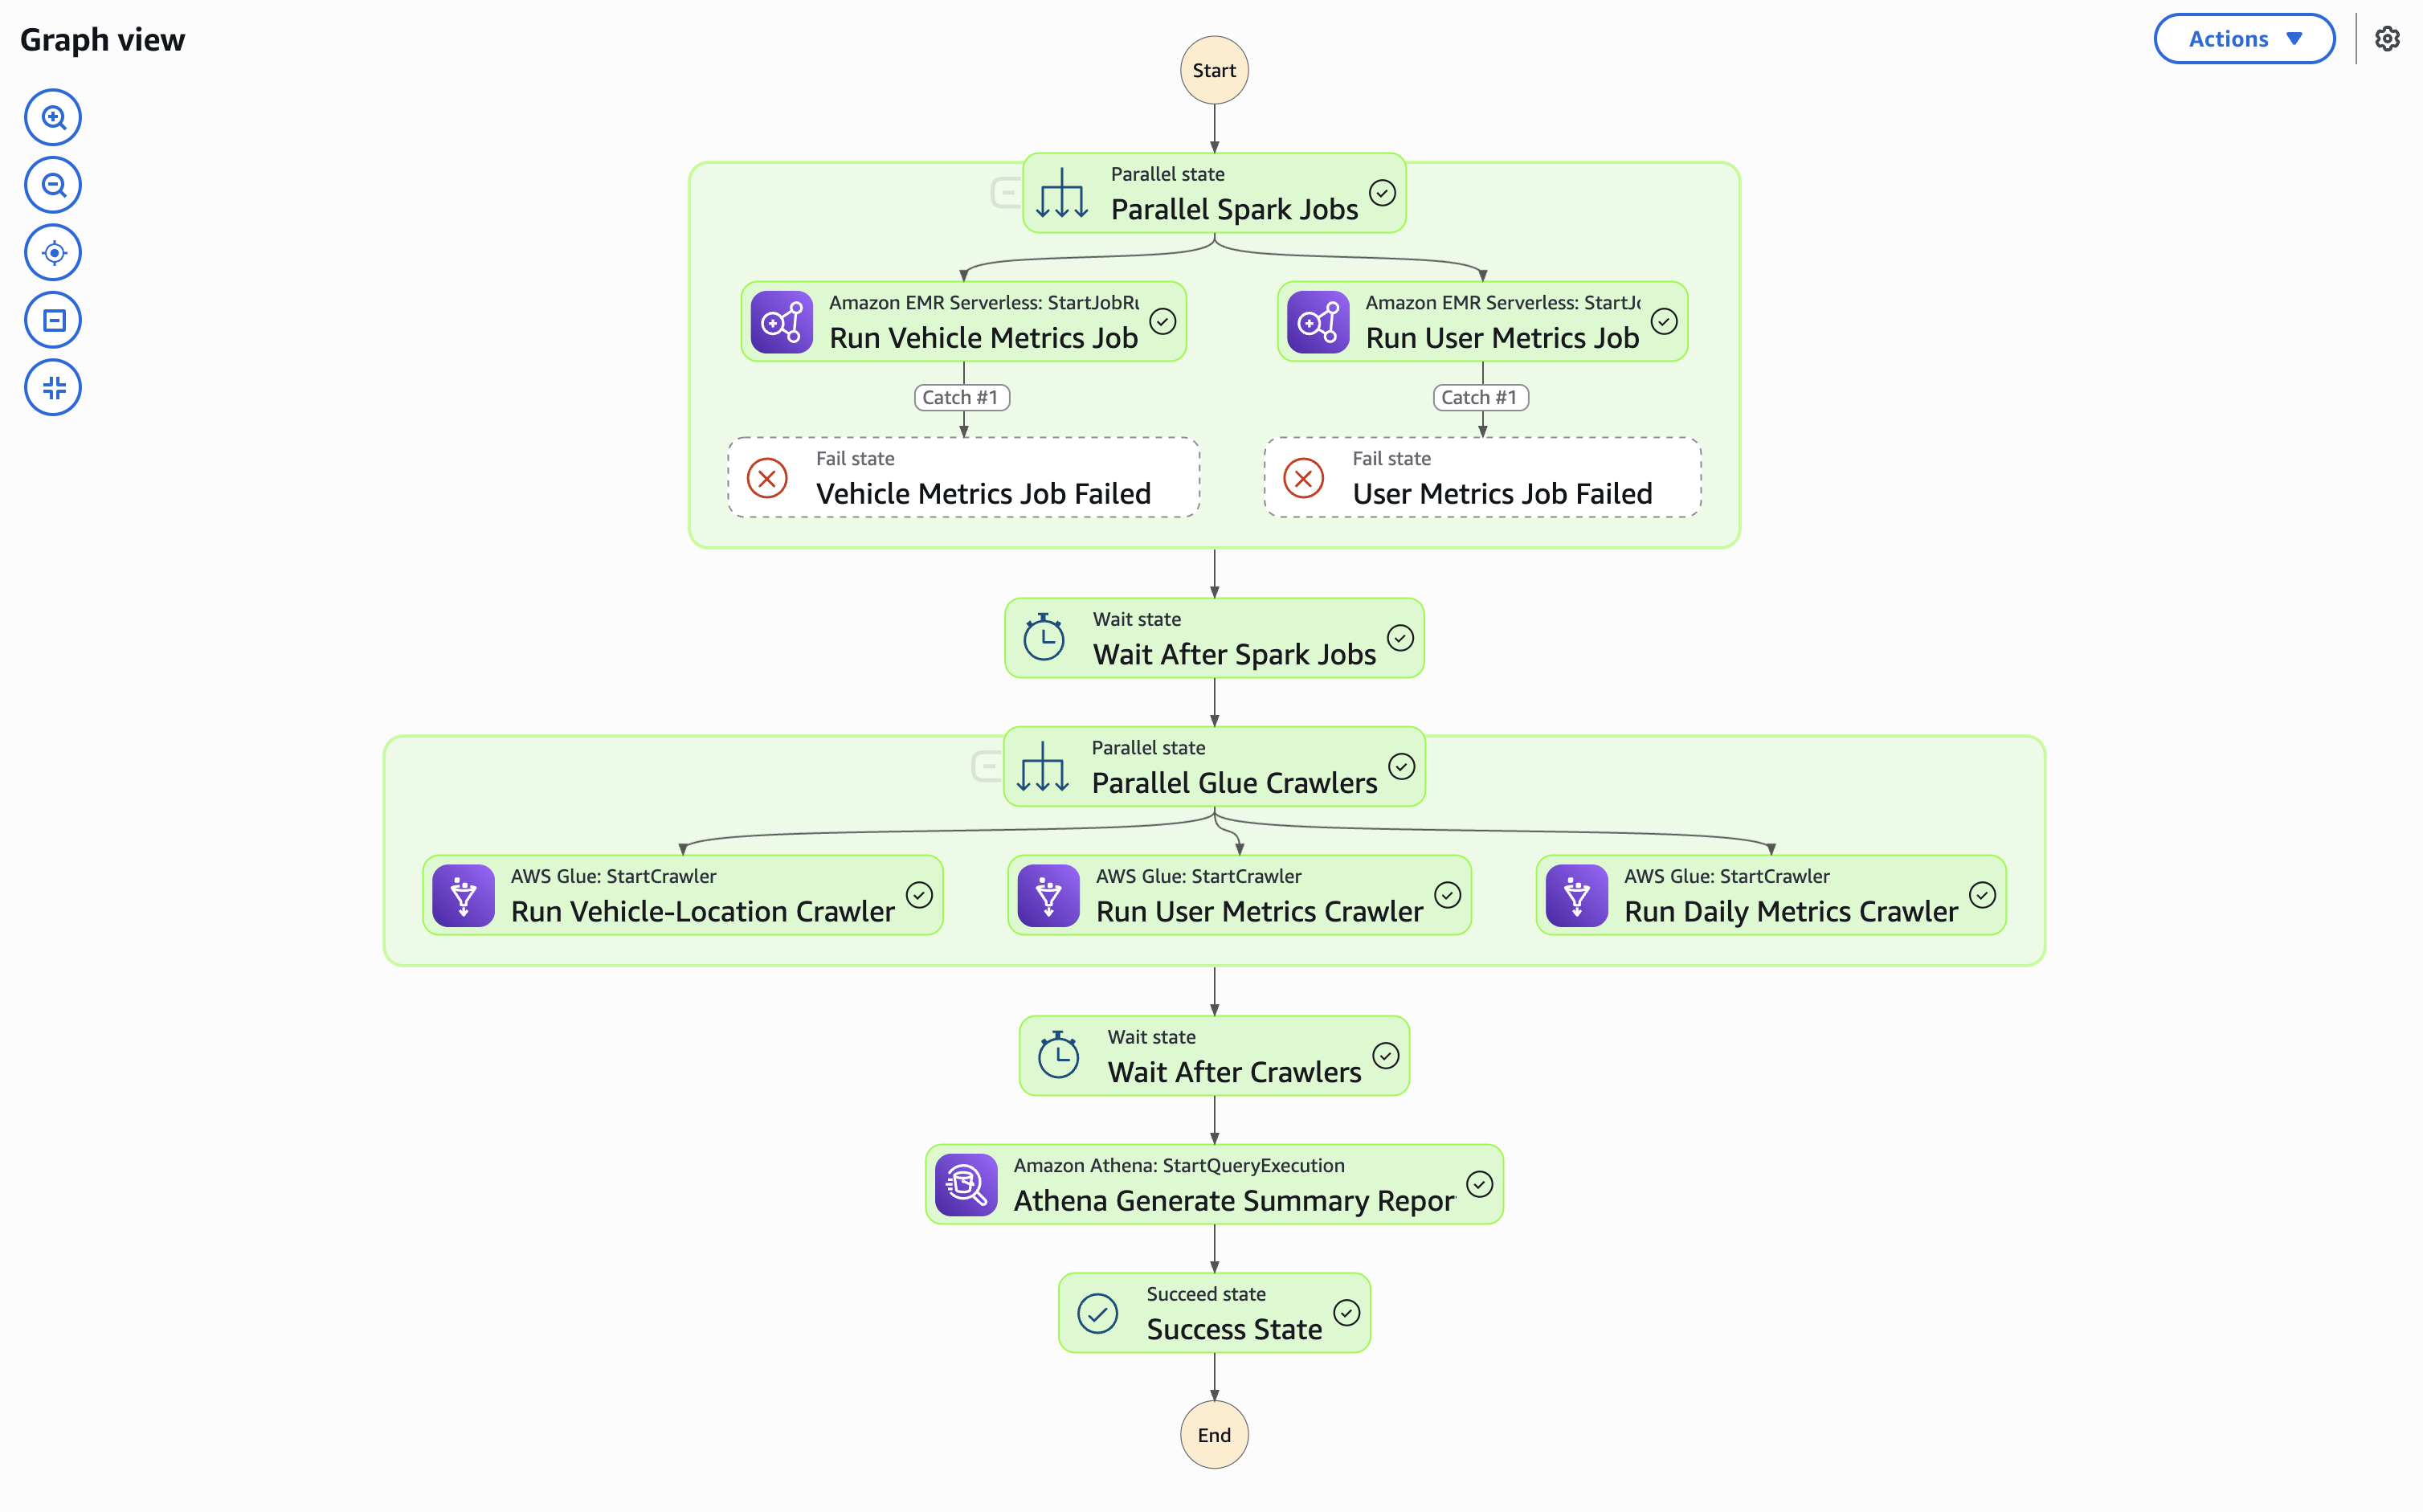 Graph view
Actions
Start
Parallel state
Parallel Spark Jobs
Amazon EMR Serverless: StartJobRu
Run Vehicle Metrics Job
Amazon EMR Serverless: StartJo
Run User Metrics Job
Catch #1
Catch #1
Fail state
Vehicle Metrics Job Failed
Fail state
User Metrics Job Failed
Wait state
Wait After Spark Jobs
Parallel state
Parallel Glue Crawlers
AWS Glue: StartCrawler
Run Vehicle-Location Crawler
AWS Glue: StartCrawler
Run User Metrics Crawler
AWS Glue: StartCrawler
Run Daily Metrics Crawler
Wait state
Wait After Crawlers
Amazon Athena: StartQueryExecution
Athena Generate Summary Repor
Succeed state
Success State
End